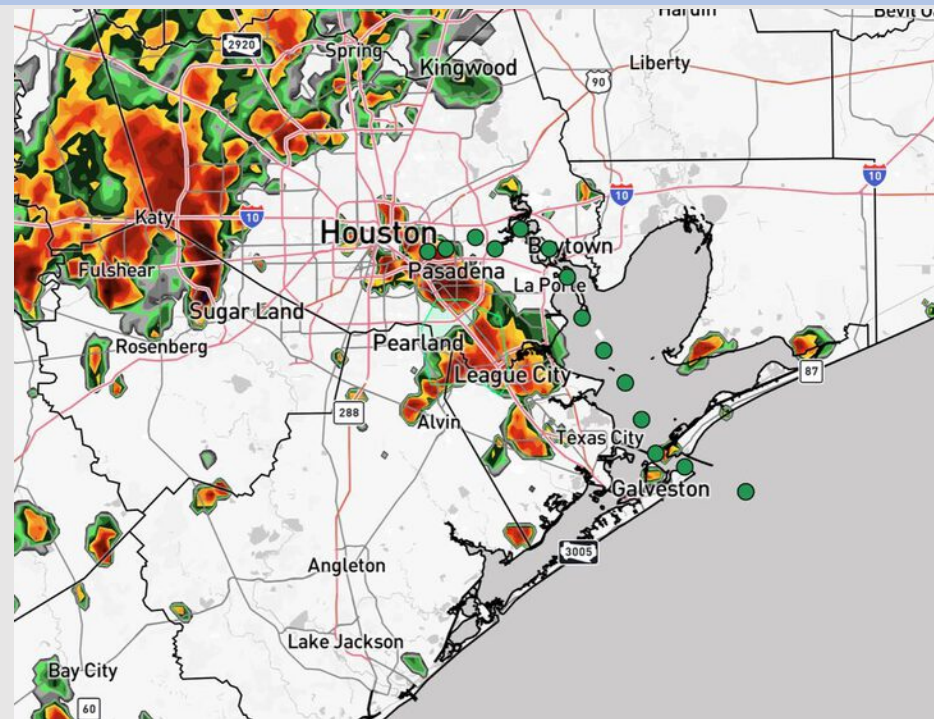 Hardin
2920
Spring
Kingwood
Liberty
90
10
Katy
10
10
Houston
Baytown
Fulshear
Pasadena
La Porte
Sugar Land
Rosenberg
Pearland
League City
87
288
Alvin
Texas City
Galveston
3005
Angleton
Lake Jackson
Bay City
60